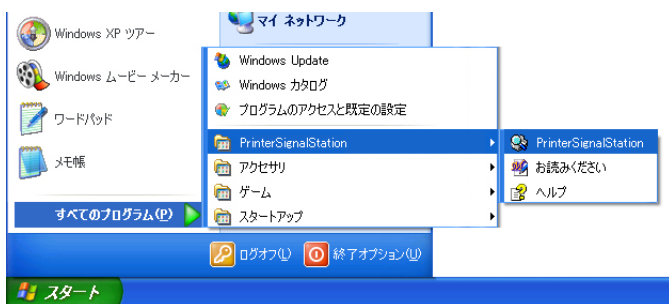 Windows XP ツアー
Windows ムービー メーカー
ワードパッド
メモ帳
すべてのプログラム(P)
マイ ネットワーク
Windows Update
Windows カタログ
プログラムのアクセスと既定の設定
PrinterSignalStation
アクセサリ
ゲーム
スタートアップ
PrinterSignalStation
お読みください
ヘルプ
ログオフ(L)
終了オプション(U)
スタート